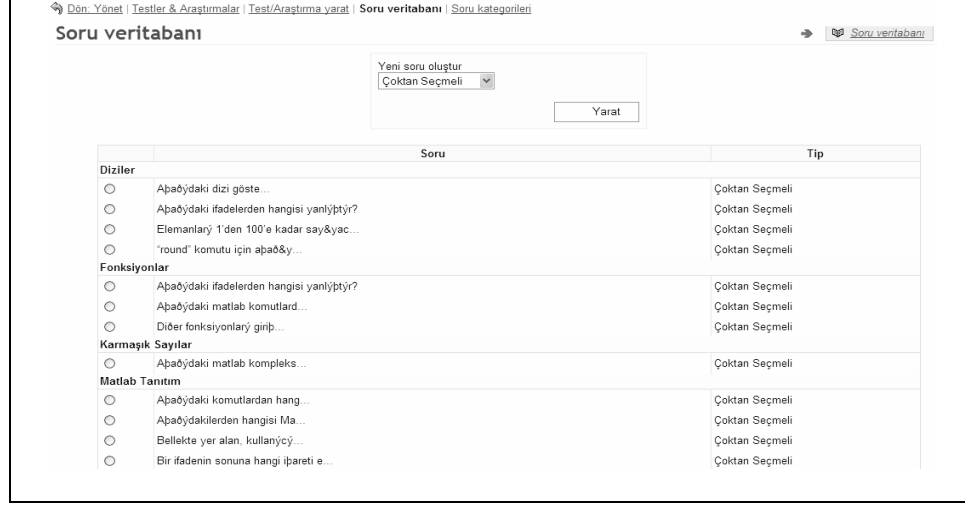 Dön: Yönet | Testler & Araştırmalar | Test/Araştırma yarat | Soru veritabanı | Soru kategorileri
Soru veritabanı
Soru veritabanı
Yeni soru oluştur
Çoktan Seçmeli
Yarat
Soru Tip
Diziler
Aþaðýdaki dizi göste... Çoktan Seçmeli
Aþaðýdaki ifadelerden hangisi yanlýþtýr? Çoktan Seçmeli
Elemanlarý 1'den 100'e kadar say&yac... Çoktan Seçmeli
"round" komutu için aþað&y... Çoktan Seçmeli
Fonksiyonlar
Aþaðýdaki ifadelerden hangisi yanlýþtýr? Çoktan Seçmeli
Aþaðýdaki matlab komutlard... Çoktan Seçmeli
Diðer fonksiyonlarý giriþ... Çoktan Seçmeli
Karmaşık Sayılar
Aþaðýdaki matlab kompleks... Çoktan Seçmeli
Matlab Tanıtım
Aþaðýdaki komutlardan hang... Çoktan Seçmeli
Aþaðýdakilerden hangisi Ma... Çoktan Seçmeli
Bellekte yer alan, kullanýcý... Çoktan Seçmeli
Bir ifadenin sonuna hangi iþareti e... Çoktan Seçmeli